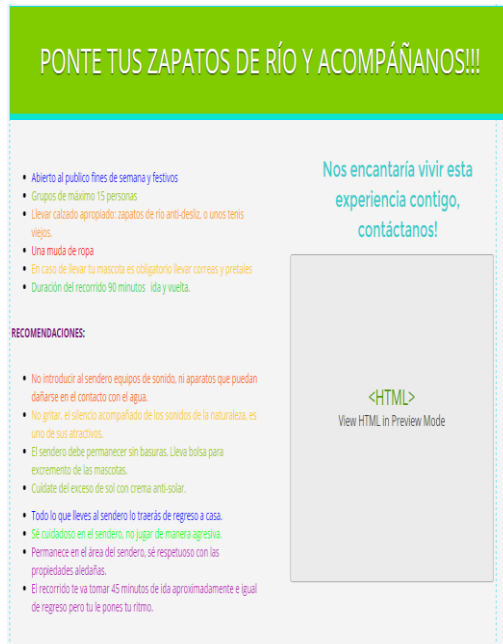 PONTE TUS ZAPATOS DE RÍO Y ACOMPÁÑANOS!!!
Abierto al publico fines de semana y festivos
Grupos de máximo 15 personas
Llevar calzado apropiado: zapatos de río anti-desliz, o unos tenis
viejos.
Una muda de ropa
En caso de llevar tu mascota es obligatorio llevar correas y pretales
Duración del recorrido 90 minutos ida y vuelta.
RECOMENDACIONES:
No introducir al sendero equipos de sonido, ni aparatos que puedan
dañarse en el contacto con el agua.
No gritar, el silencio acompañado de los sonidos de la naturaleza, es
uno de sus atractivos.
El sendero debe permanecer sin basuras. Lleva bolsa para
excremento de las mascotas.
Cuídate del exceso de sol con crema anti-solar.
Todo lo que lleves al sendero lo traerás de regreso a casa.
Sé cuidadoso en el sendero, no jugar de manera agresiva.
Permanece en el área del sendero, sé respetuoso con las
propiedades aledañas.
El recorrido te va tomar 45 minutos de ida aproximadamente e igual
de regreso pero tu le pones tu ritmo.
Nos encantaría vivir esta
experiencia contigo,
contáctanos!
<HTML>
View HTML in Preview Mode